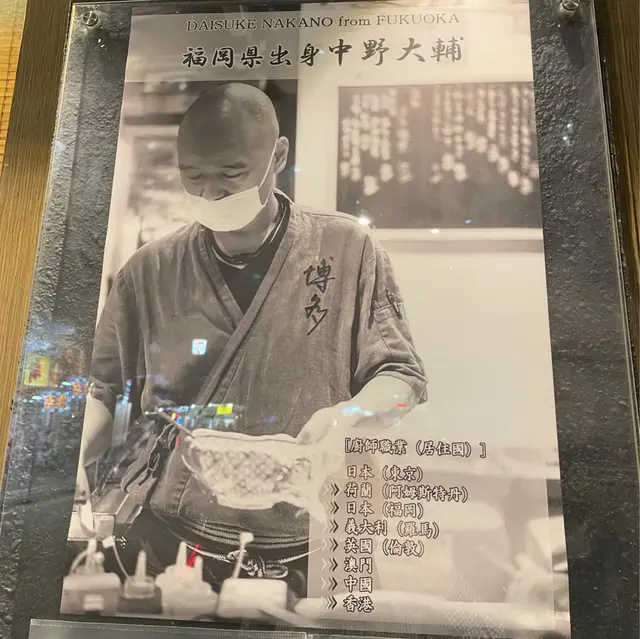 DAISUKE NAKANO from FUKUOKA
福岡県出身中野大輔
博多
[廚師職業（居住國）]
日本（東京）
》荷蘭（阿姆斯特丹）
》日本（福岡）
》義大利（羅馬）
》英國（倫敦）
》澳門
》中國
》香港